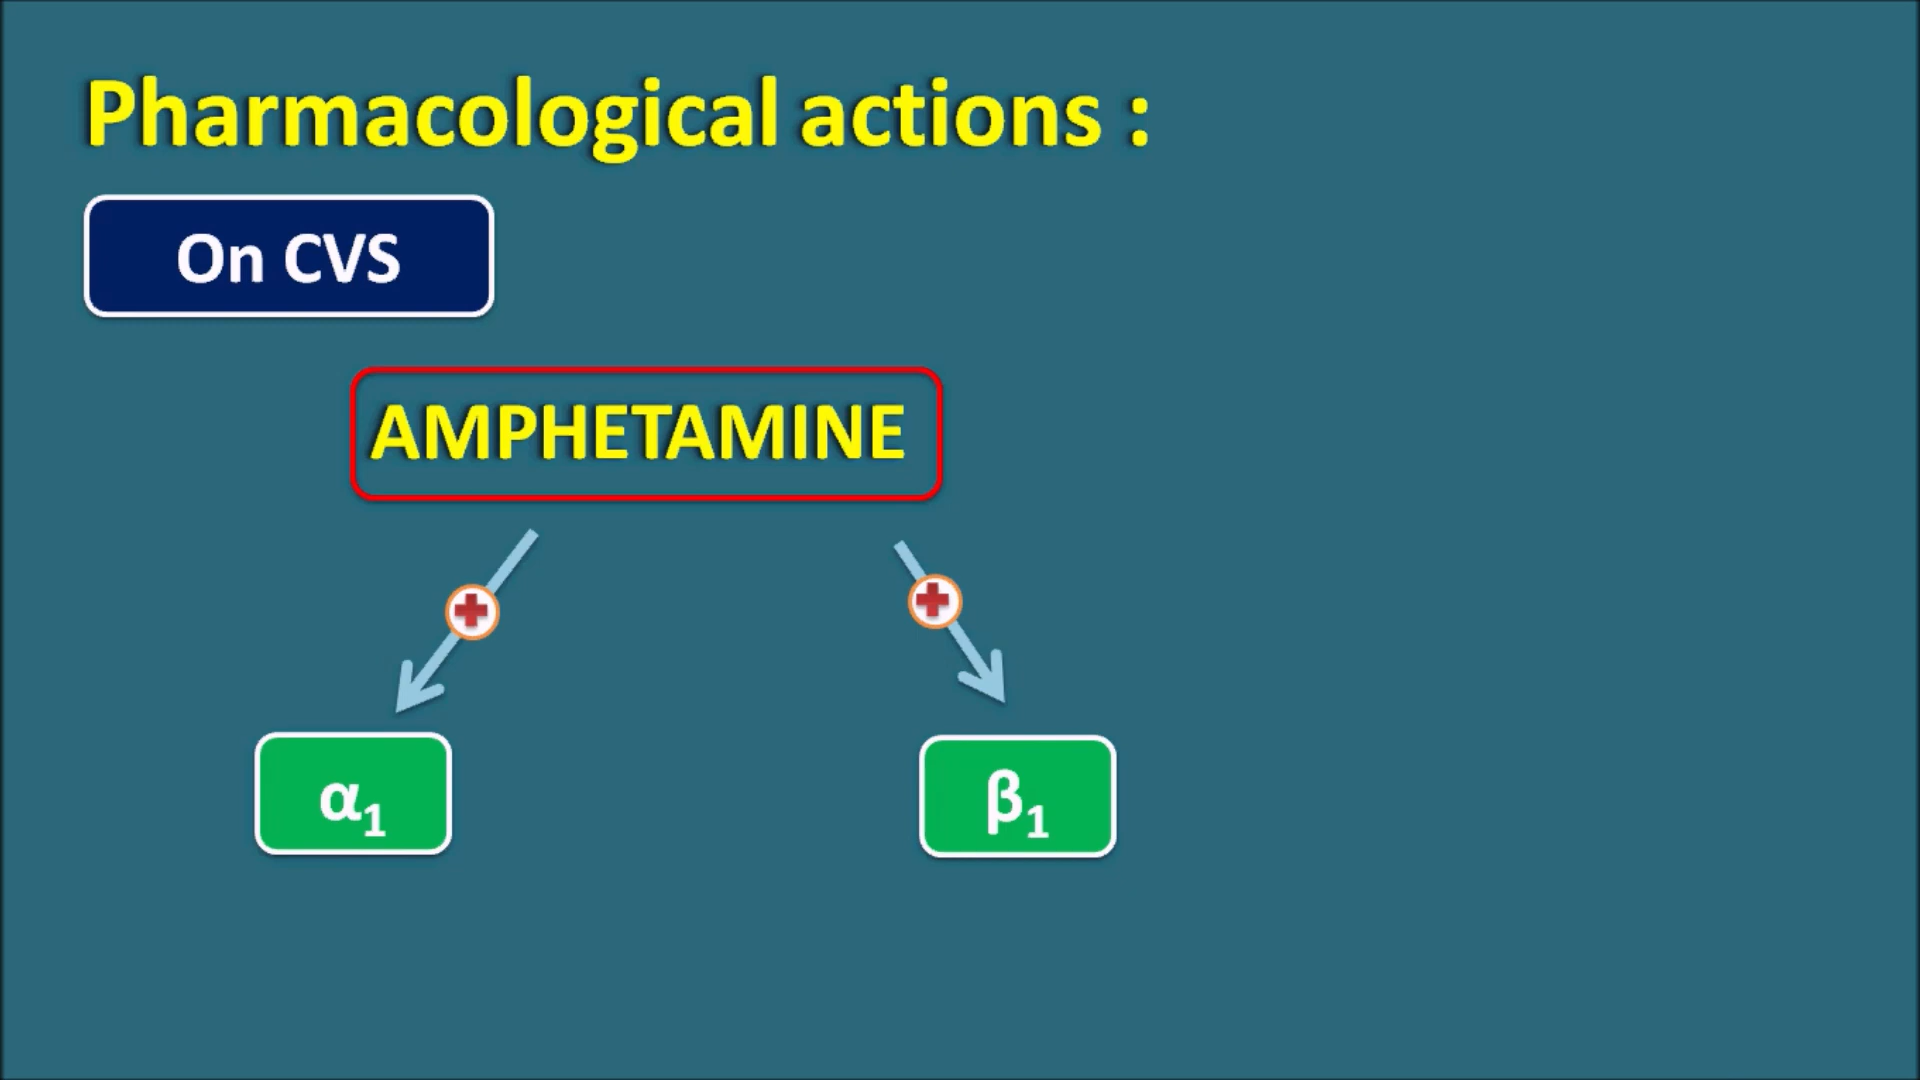 Pharmacological actions :
On CVS
AMPHETAMINE
α₁
β₁